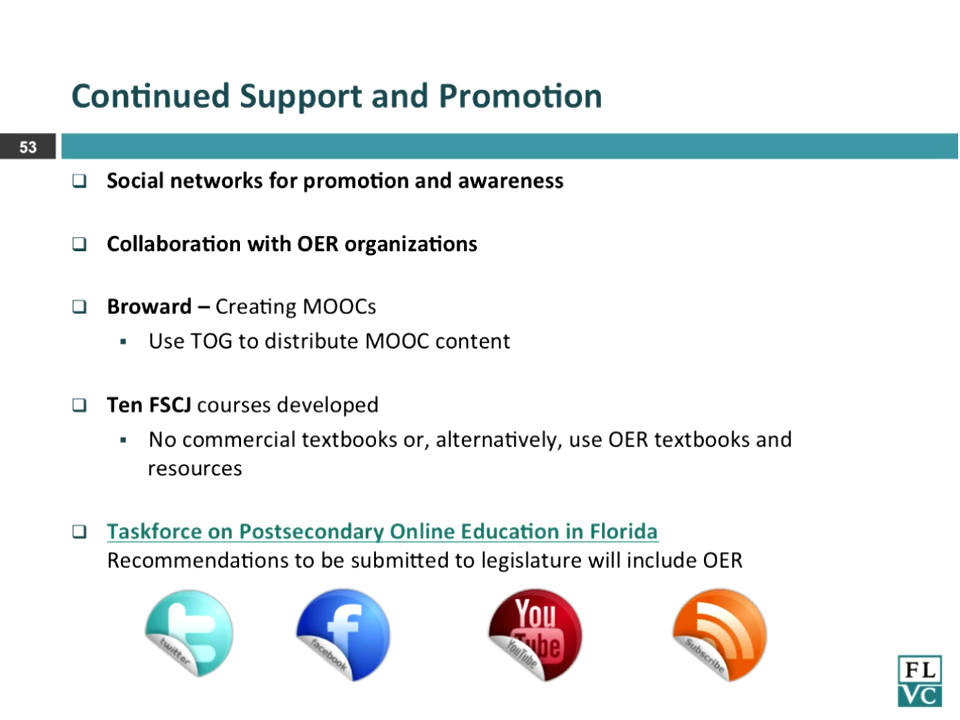 Continued Support and Promotion
53
Social networks for promotion and awareness
Collaboration with OER organizations
Broward – Creating MOOCs
Use TOG to distribute MOOC content
Ten FSCJ courses developed
No commercial textbooks or, alternatively, use OER textbooks and
resources
Taskforce on Postsecondary Online Education in Florida
Recommendations to be submitted to legislature will include OER
twitter
facebook
You
Tube
YouTube
Subscribe
FL
VC